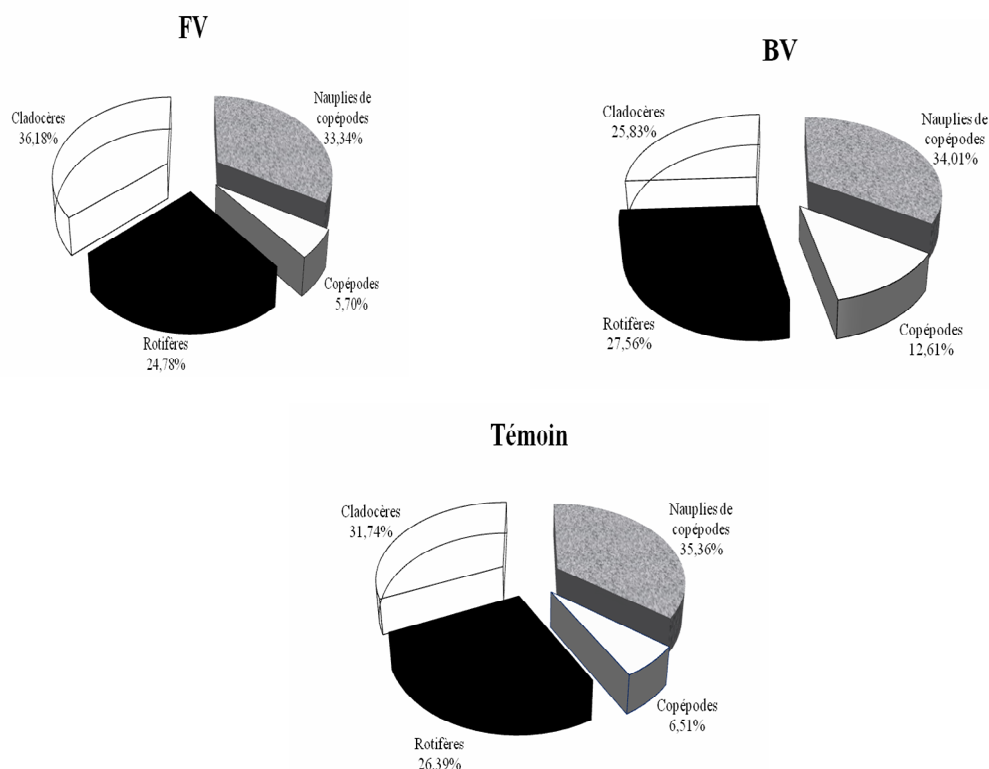 FV
Cladocères
36,18%
Nauplies de
copépodes
33,34%
Copépodes
5,70%
Rotifères
24,78%
BV
Cladocères
25,83%
Nauplies de
copépodes
34,01%
Copépodes
12,61%
Rotifères
27,56%
Témoin
Cladocères
31,74%
Nauplies de
copépodes
35,36%
Copépodes
6,51%
Rotifères
26,39%